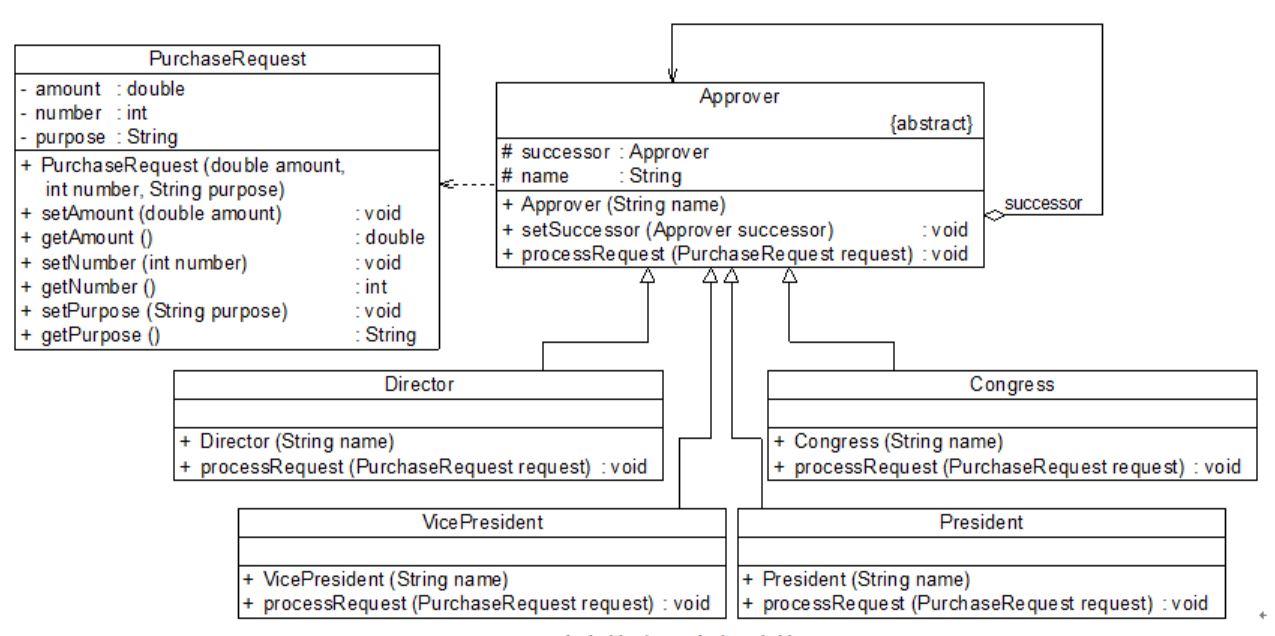 PurchaseRequest
- amount : double
- number : int
- purpose : String
+ PurchaseRequest (double amount,
int number, String purpose)
+ setAmount (double amount) : void
+ getAmount () : double
+ setNumber (int number) : void
+ getNumber () : int
+ setPurpose (String purpose) : void
+ getPurpose () : String
Approver
{abstract}
# successor : Approver
# name : String
+ Approver (String name)
+ setSuccessor (Approver successor) : void
+ processRequest (PurchaseRequest request) : void
successor
Director
+ Director (String name)
+ processRequest (PurchaseRequest request) : void
Congress
+ Congress (String name)
+ processRequest (PurchaseRequest request) : void
VicePresident
+ VicePresident (String name)
+ processRequest (PurchaseRequest request) : void
President
+ President (String name)
+ processRequest (PurchaseRequest request) : void